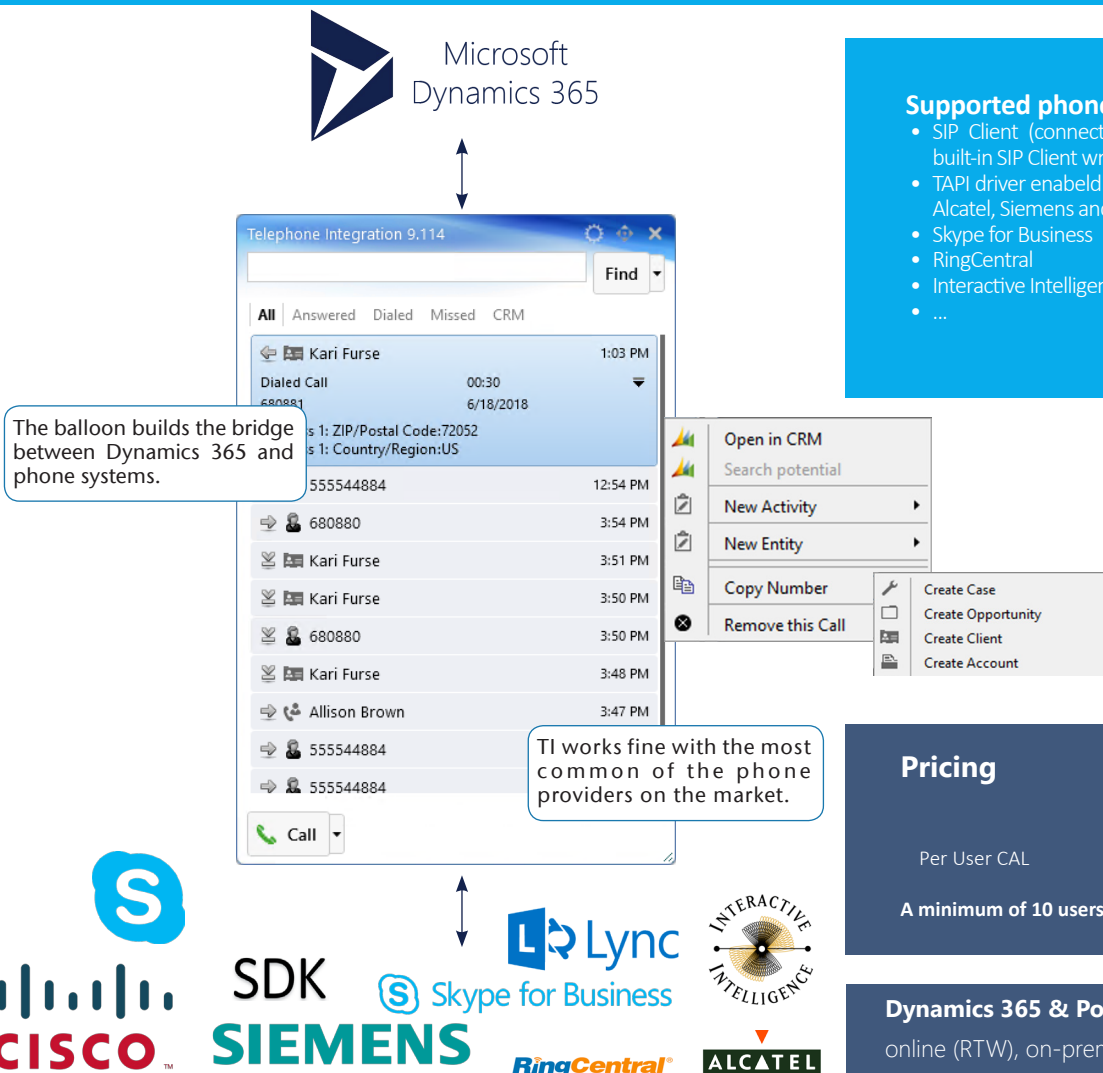 Microsoft
Dynamics 365
Supported phone
• SIP Client (connect
built-in SIP Client wr
• TAPI driver enabeld
Alcatel, Siemens and
• Skype for Business
• RingCentral
• Interactive Intelligen
• ...
Telephone Integration 9.114
Find
All Answered Dialed Missed CRM
Kari Furse 1:03 PM
Dialed Call 00:30
680881 6/18/2018
s 1: ZIP/Postal Code:72052
s 1: Country/Region:US
The balloon builds the bridge
between Dynamics 365 and
phone systems.
555544884 12:54 PM
680880 3:54 PM
Kari Furse 3:51 PM
Kari Furse 3:50 PM
680880 3:50 PM
Kari Furse 3:48 PM
Allison Brown 3:47 PM
555544884
555544884
Call
Open in CRM
Search potential
New Activity
New Entity
Copy Number
Remove this Call
Create Case
Create Opportunity
Create Client
Create Account
TI works fine with the most
common of the phone
providers on the market.
Pricing
Per User CAL
A minimum of 10 users
S
CISCO™
SDK
SIEMENS
L Lync
S Skype for Business
RingCentral®
INTERACTIVE
INTELLIGENCE
ALCATEL
Dynamics 365 & Po
online (RTW), on-prem